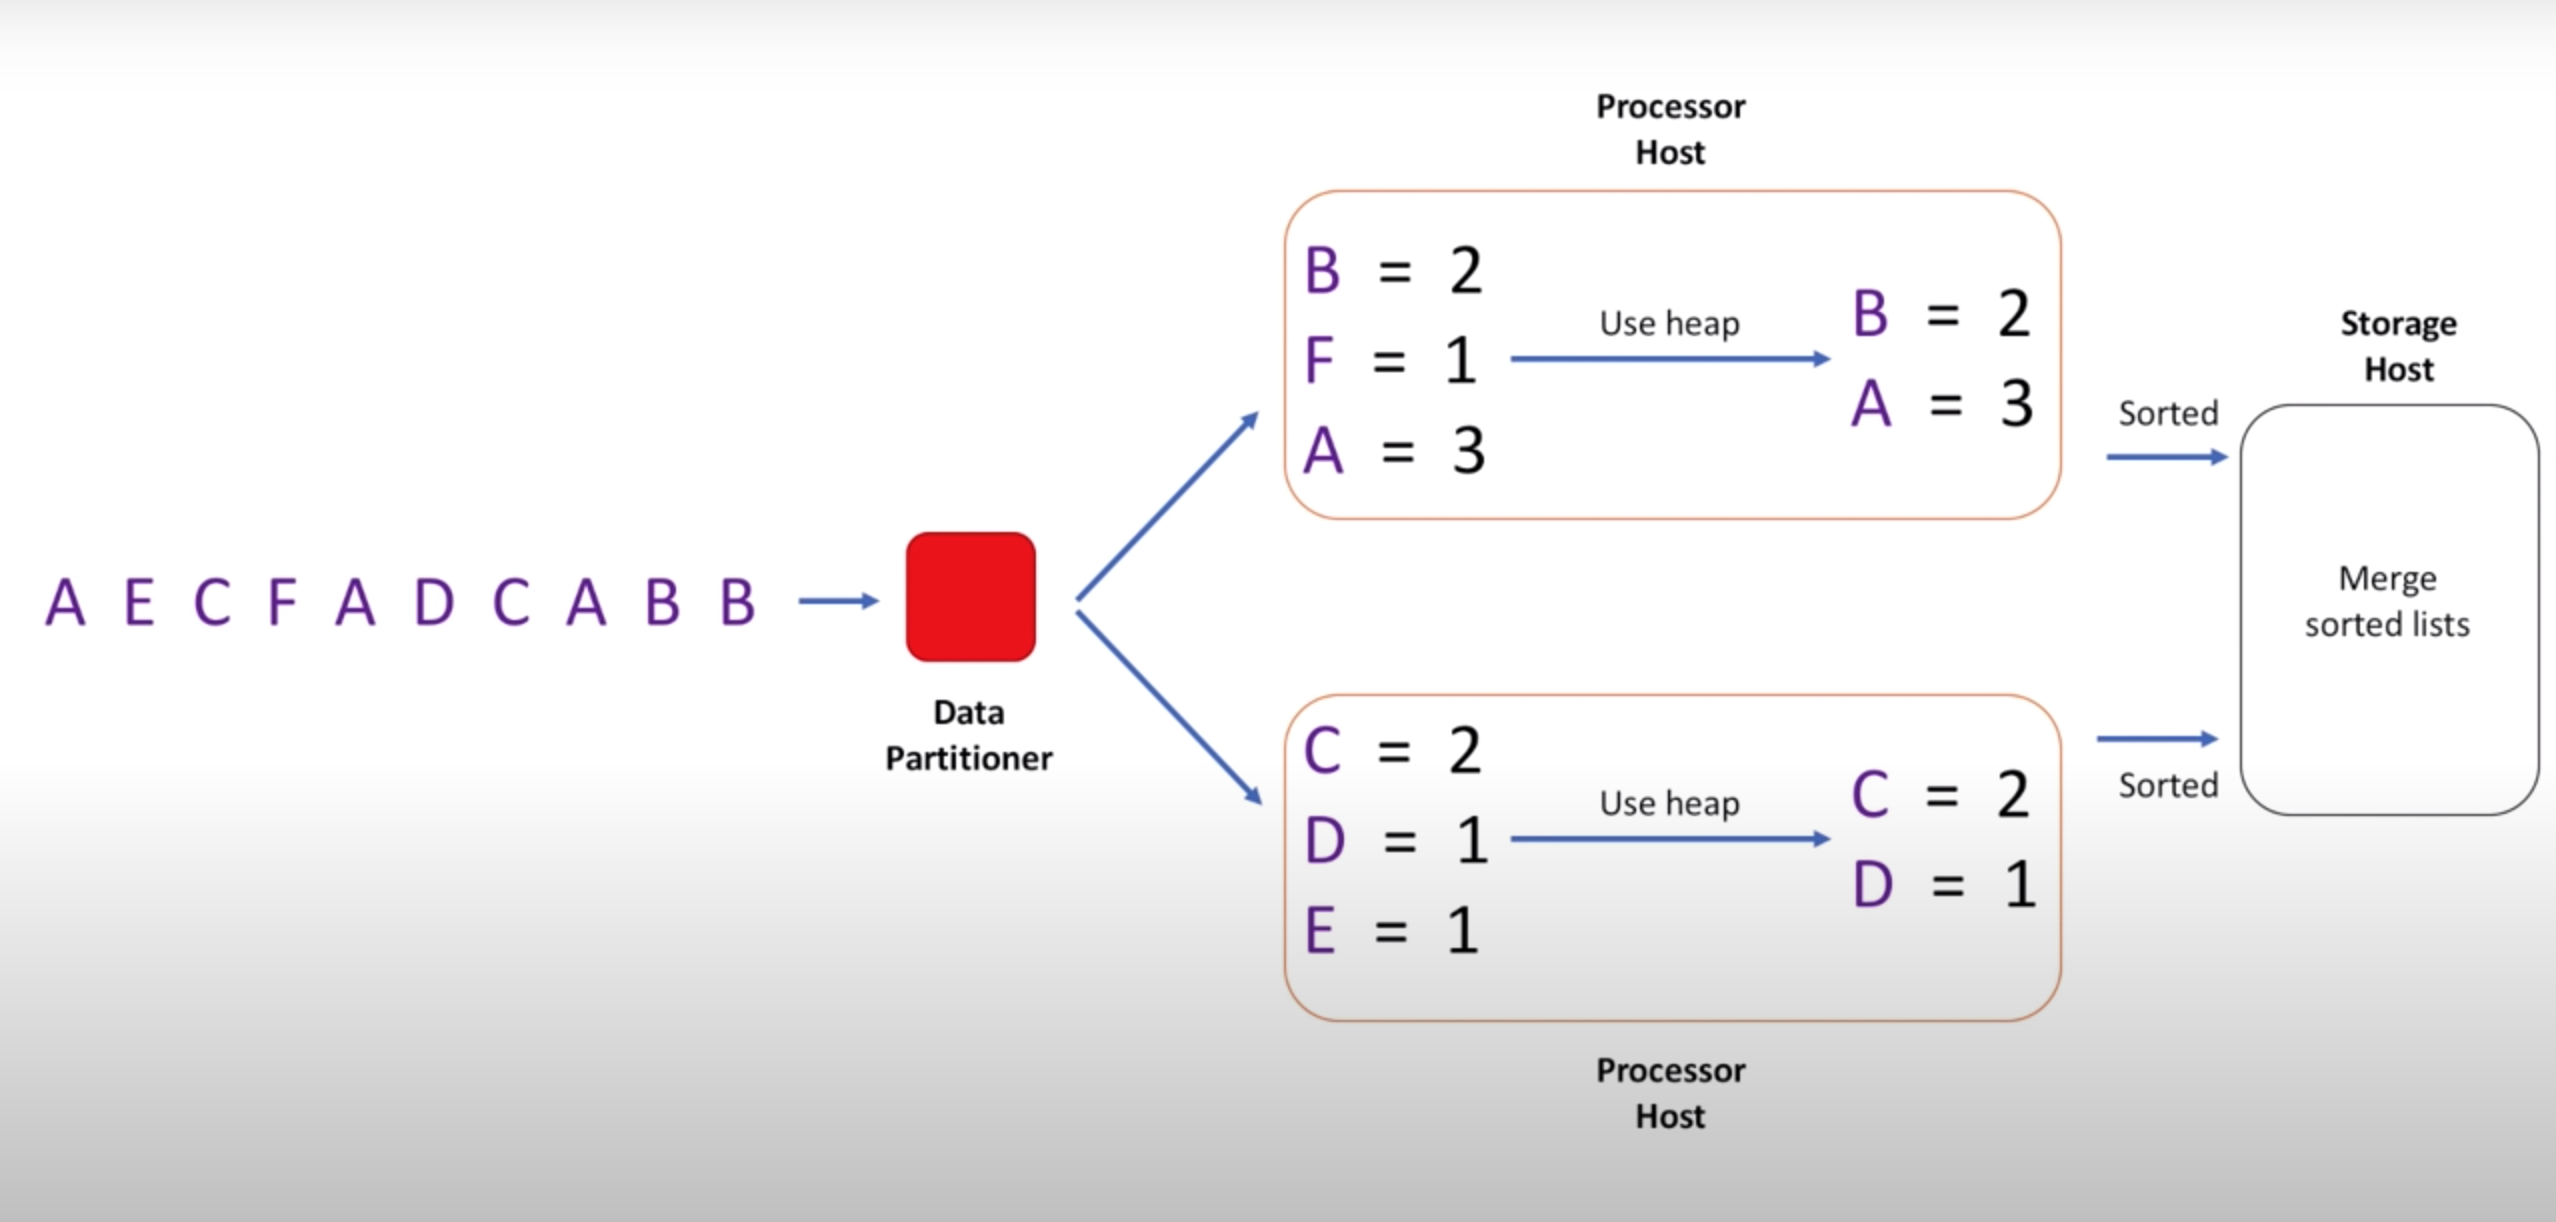 A E C F A D C A B B
Data
Partitioner
Processor
Host
B = 2
F = 1
A = 3
Use heap
B = 2
A = 3
Sorted
C = 2
D = 1
E = 1
Use heap
C = 2
D = 1
Sorted
Processor
Host
Storage
Host
Merge
sorted lists